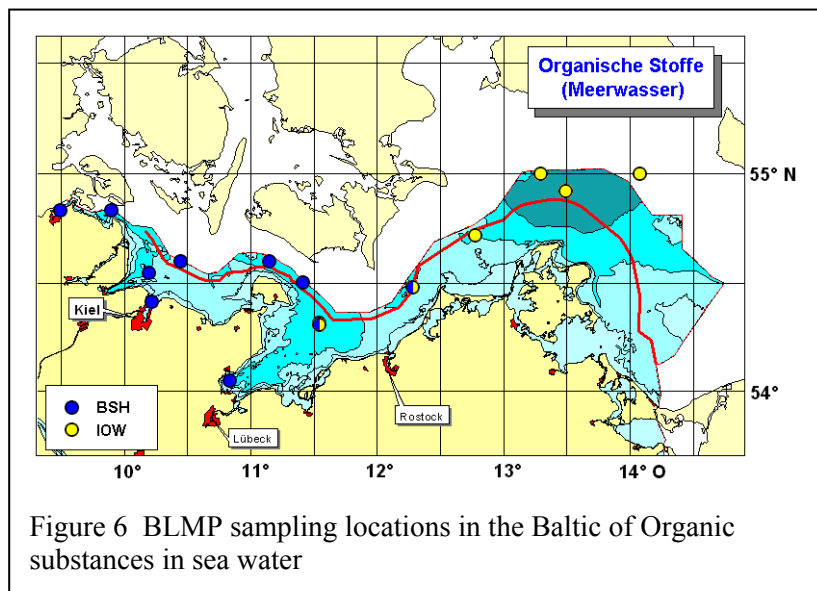 Organische Stoffe
(Meerwasser)
55° N
Kiel
54°
BSH
IOW
Rostock
Lübeck
10°
11°
12°
13°
14° O
Figure 6 BLMP sampling locations in the Baltic of Organic
substances in sea water